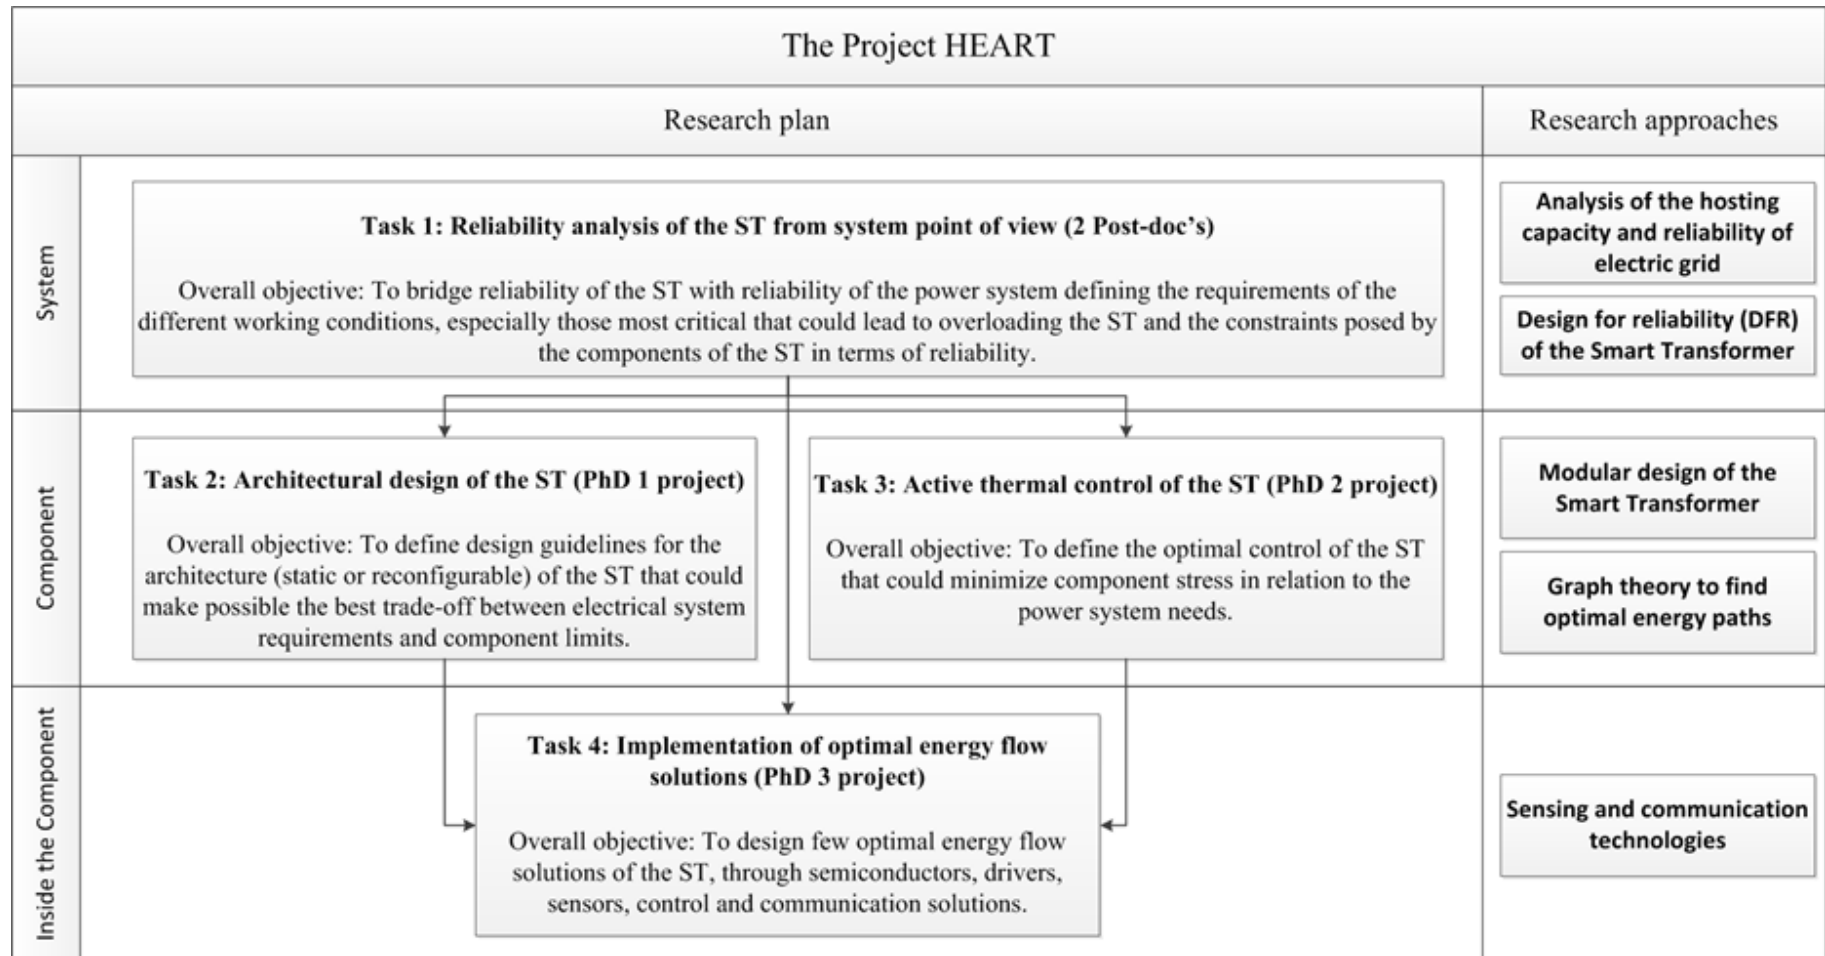 The Project HEART
Research plan
Research approaches
System
Task 1: Reliability analysis of the ST from system point of view (2 Post-doc’s)
Overall objective: To bridge reliability of the ST with reliability of the power system defining the requirements of the
different working conditions, especially those most critical that could lead to overloading the ST and the constraints posed by
the components of the ST in terms of reliability.
Analysis of the hosting
capacity and reliability of
electric grid
Design for reliability (DFR)
of the Smart Transformer
Component
Task 2: Architectural design of the ST (PhD 1 project)
Overall objective: To define design guidelines for the
architecture (static or reconfigurable) of the ST that could
make possible the best trade-off between electrical system
requirements and component limits.
Task 3: Active thermal control of the ST (PhD 2 project)
Overall objective: To define the optimal control of the ST
that could minimize component stress in relation to the
power system needs.
Modular design of the
Smart Transformer
Graph theory to find
optimal energy paths
Inside the Component
Task 4: Implementation of optimal energy flow
solutions (PhD 3 project)
Overall objective: To design few optimal energy flow
solutions of the ST, through semiconductors, drivers,
sensors, control and communication solutions.
Sensing and communication
technologies